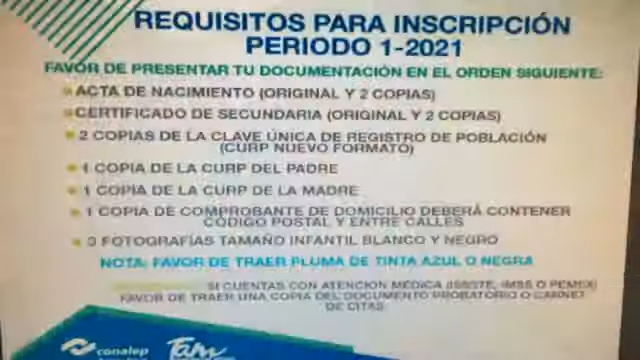 REQUISITOS PARA INSCRIPCIÓN
PERIODO 1-2021
FAVOR DE PRESENTAR TU DOCUMENTACIÓN EN EL ORDEN SIGUIENTE:
ACTA DE NACIMIENTO (ORIGINAL Y 2 COPIAS)
CERTIFICADO DE SECUNDARIA (ORIGINAL Y 2 COPIAS)
2 COPIAS DE LA CLAVE ÚNICA DE REGISTRO DE POBLACIÓN
(CURP NUEVO FORMATO)
1 COPIA DE LA CURP DEL PADRE
1 COPIA DE LA CURP DE LA MADRE
1 COPIA DE COMPROBANTE DE DOMICILIO DEBERÁ CONTENER
CÓDIGO POSTAL Y ENTRE CALLES
3 FOTOGRAFÍAS TAMAÑO INFANTIL BLANCO Y NEGRO
NOTA: FAVOR DE TRAER PLUMA DE TINTA AZUL O NEGRA
SI CUENTAS CON ATENCIÓN MÉDICA (ISSSTE, IMSS O PEMEX)
FAVOR DE TRAER UNA COPIA DEL DOCUMENTO PROBATORIO O CARNET
DE CITAS
conalep
Tam